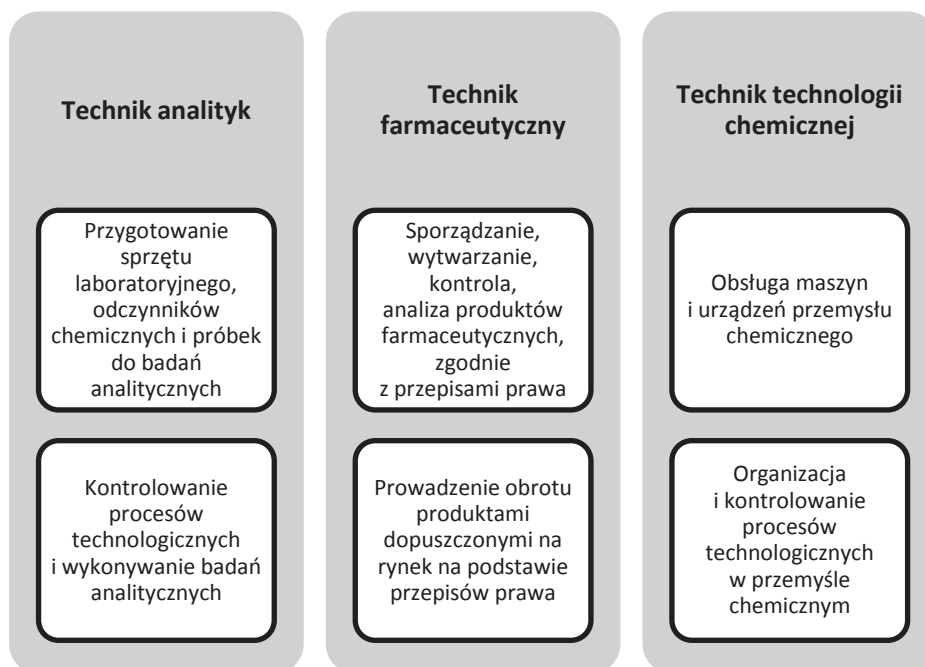 Technik analityk
Przygotowanie
sprzętu
laboratoryjnego,
odczynników
chemicznych i próbek
do badań
analitycznych
Kontrolowanie
procesów
technologicznych
i wykonywanie badań
analitycznych
Technik
farmaceutyczny
Sporządzanie,
wytwarzanie,
kontrola,
analiza produktów
farmaceutycznych,
zgodnie
z przepisami prawa
Prowadzenie obrotu
produktami
dopuszczonymi na
rynek na podstawie
przepisów prawa
Technik technologii
chemicznej
Obsługa maszyn
i urządzeń przemysłu
chemicznego
Organizacja
i kontrolowanie
procesów
technologicznych
w przemyśle
chemicznym